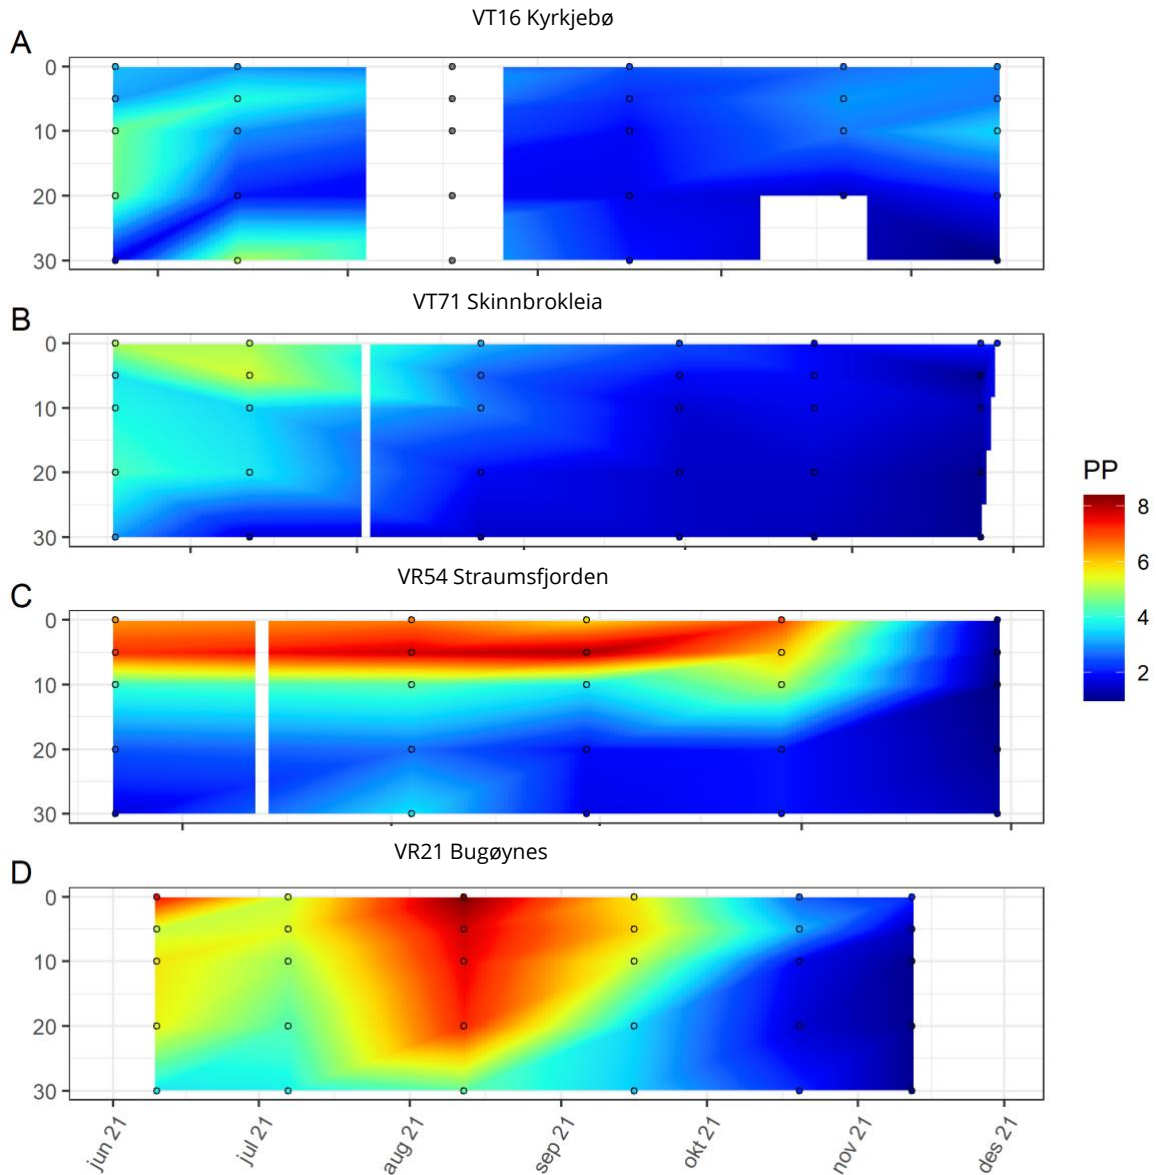 VT16 Kyrkjebø
A
0
10
20
30
VT71 Skinnbrokleia
B
0
10
20
30
PP
8
6
4
2
VR54 Straumsfjorden
C
0
10
20
30
VR21 Bugøynes
D
0
10
20
30
jun 21
jul 21
aug 21
sep 21
okt 21
nov 21
des 21